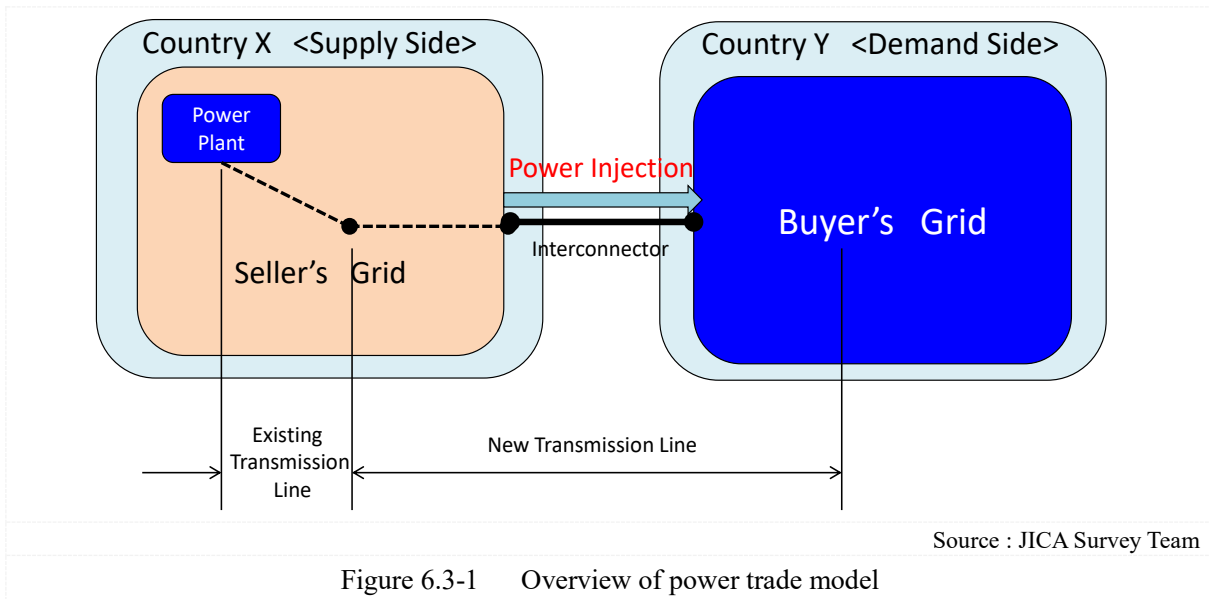 Country X <Supply Side>
Country Y <Demand Side>
Power
Plant
Power Injection
Interconnector
Seller's Grid
Buyer's Grid
Existing
Transmission
Line
New Transmission Line
Source : JICA Survey Team
Figure 6.3-1 Overview of power trade model